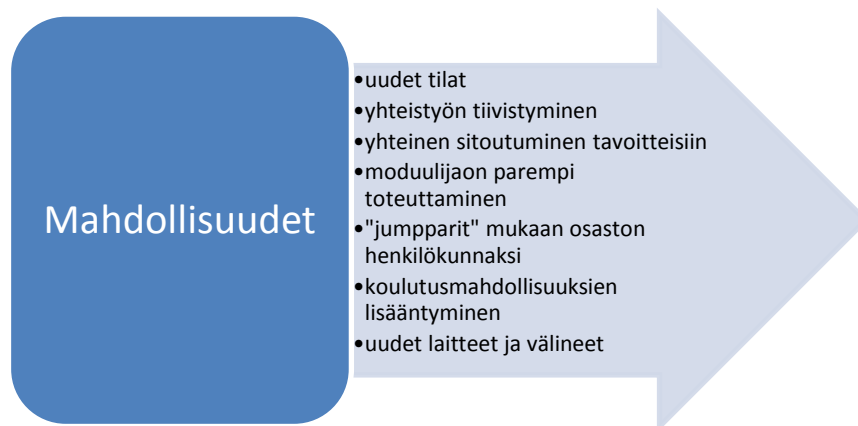 Mahdollisuudet
•uudet tilat
•yhteistyön tiivistyminen
•yhteinen sitoutuminen tavoitteisiin
•moduulijaon parempi
toteuttaminen
•"jumpparit" mukaan osaston
henkilökunnaksi
•koulutusmahdollisuuksien
lisääntyminen
•uudet laitteet ja välineet